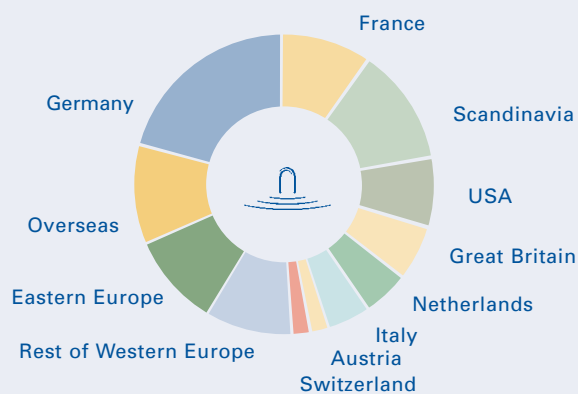 France
Germany
Scandinavia
USA
Overseas
Great Britain
Eastern Europe
Netherlands
Italy
Rest of Western Europe
Austria
Switzerland